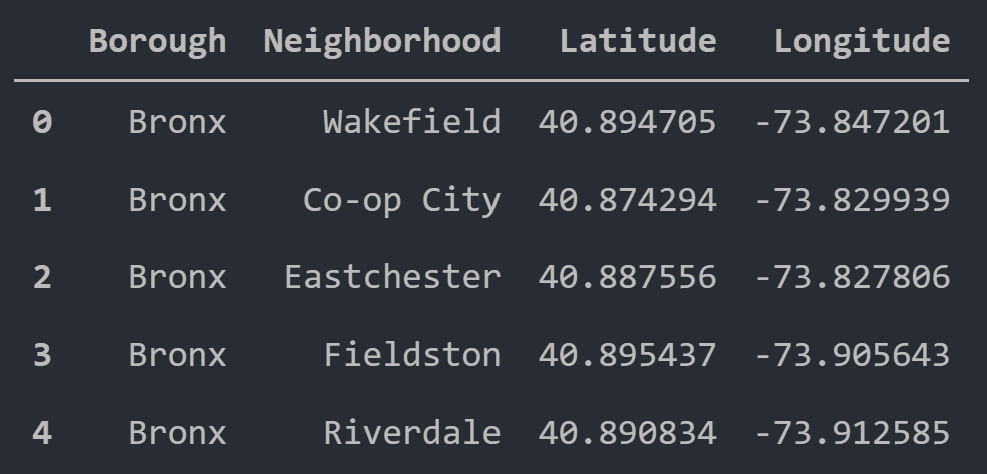 Borough Neighborhood Latitude Longitude
0 Bronx Wakefield 40.894705 -73.847201
1 Bronx Co-op City 40.874294 -73.829939
2 Bronx Eastchester 40.887556 -73.827806
3 Bronx Fieldston 40.895437 -73.905643
4 Bronx Riverdale 40.890834 -73.912585